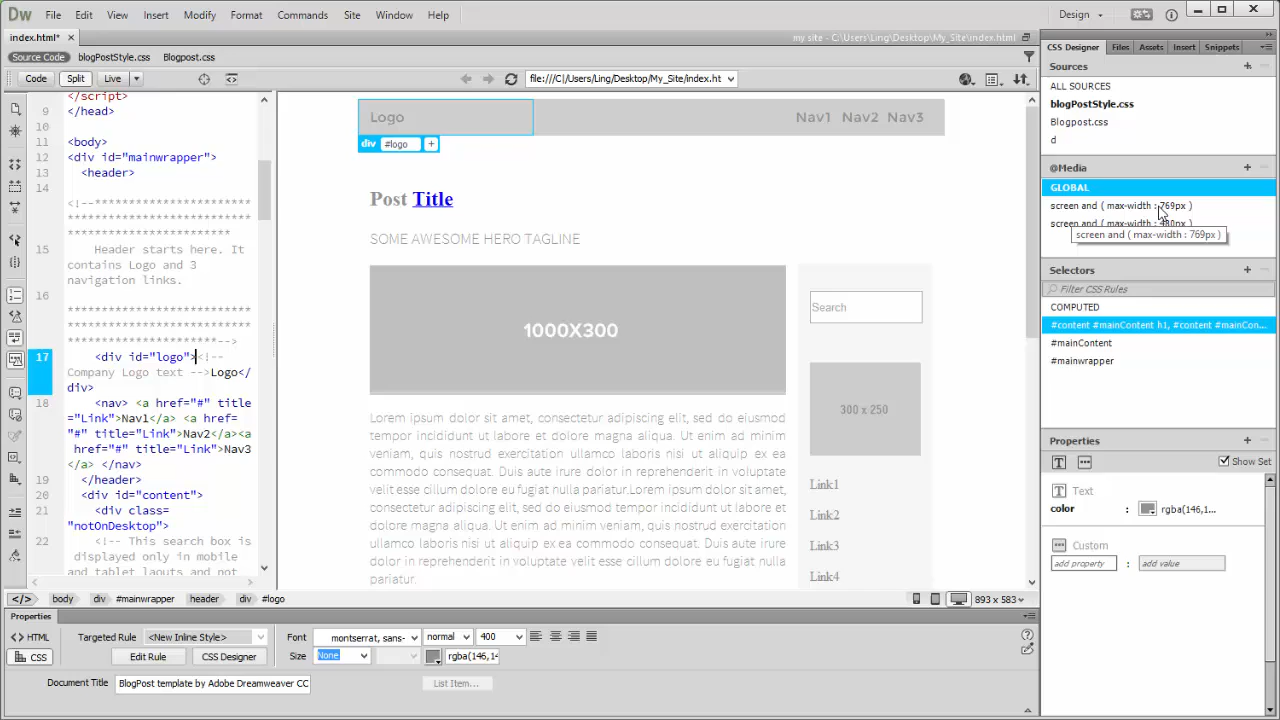 Dw File Edit View Insert Modify Format Commands Site Window Help Design
index.html* my site - C:\Users\Ling\Desktop\My_Site\index.html
Source Code blogPostStyle.css Blogpost.css
Code Split Live file:///C|/Users/Ling/Desktop/My_Site/index.ht
</script>
9 </head>
10
11 <body>
12 <div id="mainwrapper">
13 <header>
14
<!--************************
*****************************
*************************
15 Header starts here. It
contains Logo and 3
navigation links.
16
*****************************
*****************************
***********************-->
17 <div id="logo"><!--
Company Logo text -->Logo</
div>
18 <nav> <a href="#" title
="Link">Nav1</a> <a href=
"#" title="Link">Nav2</a><a
href="#" title="Link">Nav3
</a> </nav>
19 </header>
20 <div id="content">
21 <div class=
"notOnDesktop">
22 <!-- This search box is
displayed only in mobile
and tablet layouts and not
Logo Nav1 Nav2 Nav3
div #logo +
Post Title
SOME AWESOME HERO TAGLINE
1000X300
Lorem ipsum dolor sit amet, consectetur adipiscing elit, sed do eiusmod
tempor incididunt ut labore et dolore magna aliqua. Ut enim ad minim
veniam, quis nostrud exercitation ullamco laboris nisi ut aliquip ex ea
commodo consequat. Duis aute irure dolor in reprehenderit in voluptate
velit esse cillum dolore eu fugiat nulla pariatur.Lorem ipsum dolor sit amet,
consectetur adipiscing elit, sed do eiusmod tempor incididunt ut labore et
dolore magna aliqua. Ut enim ad minim veniam, quis nostrud
exercitation ullamco laboris nisi ut aliquip ex ea commodo consequat. Duis aute irure
dolor in reprehenderit in voluptate velit esse cillum dolore eu fugiat nulla
pariatur.
Search
300 x 250
Link1
Link2
Link3
Link4
</> body div #mainwrapper header div #logo 893 x 583
CSS Designer Files Assets Insert Snippets
Sources
ALL SOURCES
blogPostStyle.css
Blogpost.css
d
@Media
GLOBAL
screen and ( max-width : 769px )
screen and ( max-width : 480px )
screen and ( max-width : 769px )
Selectors
Filter CSS Rules
COMPUTED
#content #mainContent h1, #content #mainCon...
#mainContent
#mainwrapper
Properties
Show Set
Text
color : rgba(146,1...
Custom
add property : add value
Properties
<> HTML Targeted Rule <New Inline Style> Font montserrat, sans- normal 400
CSS Edit Rule CSS Designer Size None rgba(146,14
Document Title BlogPost template by Adobe Dreamweaver CC List Item...